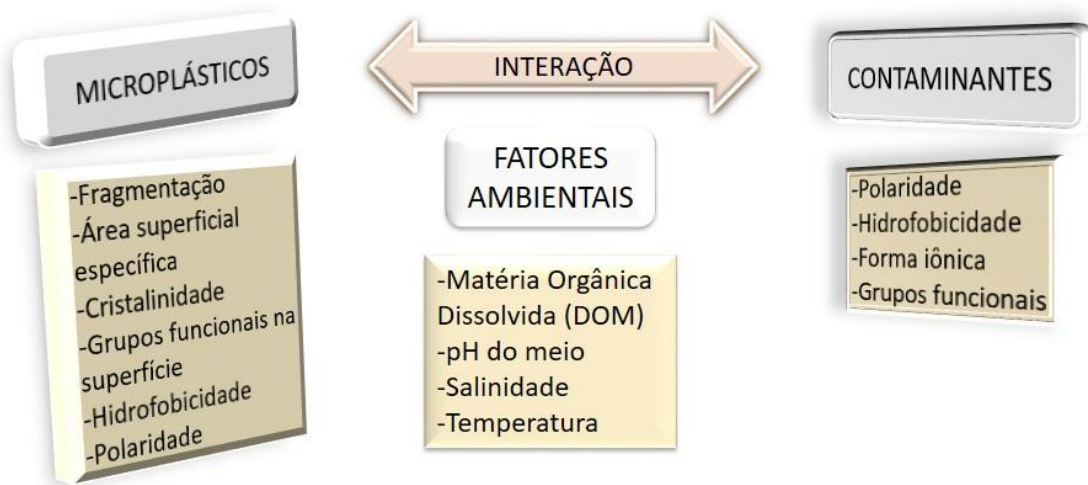 MICROPLÁSTICOS
INTERAÇÃO
CONTAMINANTES
-Fragmentação
-Área superficial
específica
-Cristalinidade
-Grupos funcionais na
superfície
-Hidrofobicidade
-Polaridade
FATORES
AMBIENTAIS
-Matéria Orgânica
Dissolvida (DOM)
-pH do meio
-Salinidade
-Temperatura
-Polaridade
-Hidrofobicidade
-Forma iônica
-Grupos funcionais